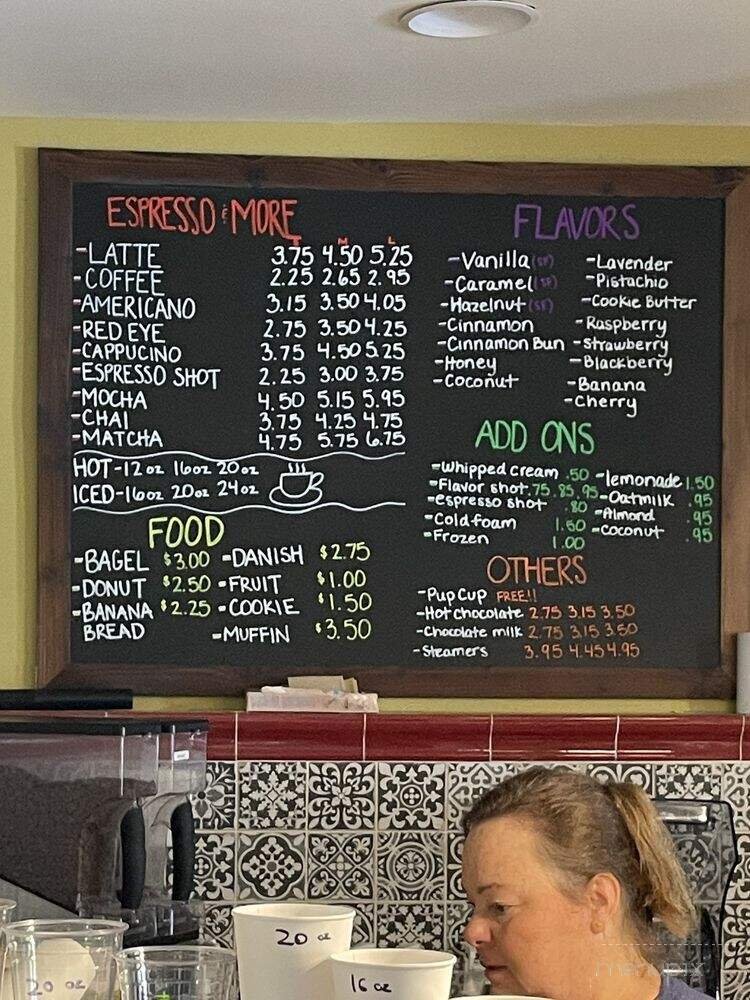 ESPRESSO & MORE
S M L
-LATTE 3.75 4.50 5.25
-COFFEE 2.25 2.65 2.95
-AMERICANO 3.15 3.50 4.05
-RED EYE 2.75 3.50 4.25
-CAPPUCINO 3.75 4.50 5.25
-ESPRESSO SHOT 2.25 3.00 3.75
-MOCHA 4.50 5.15 5.95
-CHAI 3.75 4.25 4.75
-MATCHA 4.75 5.75 6.75
HOT-12oz 16oz 20oz
ICED-16oz 20oz 24oz
FOOD
-BAGEL $3.00 -DANISH $2.75
-DONUT $2.50 -FRUIT $1.00
-BANANA BREAD $2.25 -COOKIE $1.50
-MUFFIN $3.50
FLAVORS
-Vanilla (SF) -Lavender
-Caramel (SF) -Pistachio
-Hazelnut (SF) -Cookie Butter
-Cinnamon -Raspberry
-Cinnamon Bun -Strawberry
-Honey -Blackberry
-Coconut -Banana
-Cherry
ADD ONS
-Whipped cream .50 -lemonade 1.50
-Flavor shot .75 .85 .95 -Oatmilk .95
-espresso shot .80 -Almond .95
-Cold foam 1.50 -Coconut .95
-Frozen 1.00
OTHERS
-Pup Cup FREE!!
-Hot chocolate 2.75 3.15 3.50
-Chocolate milk 2.75 3.15 3.50
-Steamers 3.95 4.45 4.95
20 oz
20 oz
16 oz
menupix